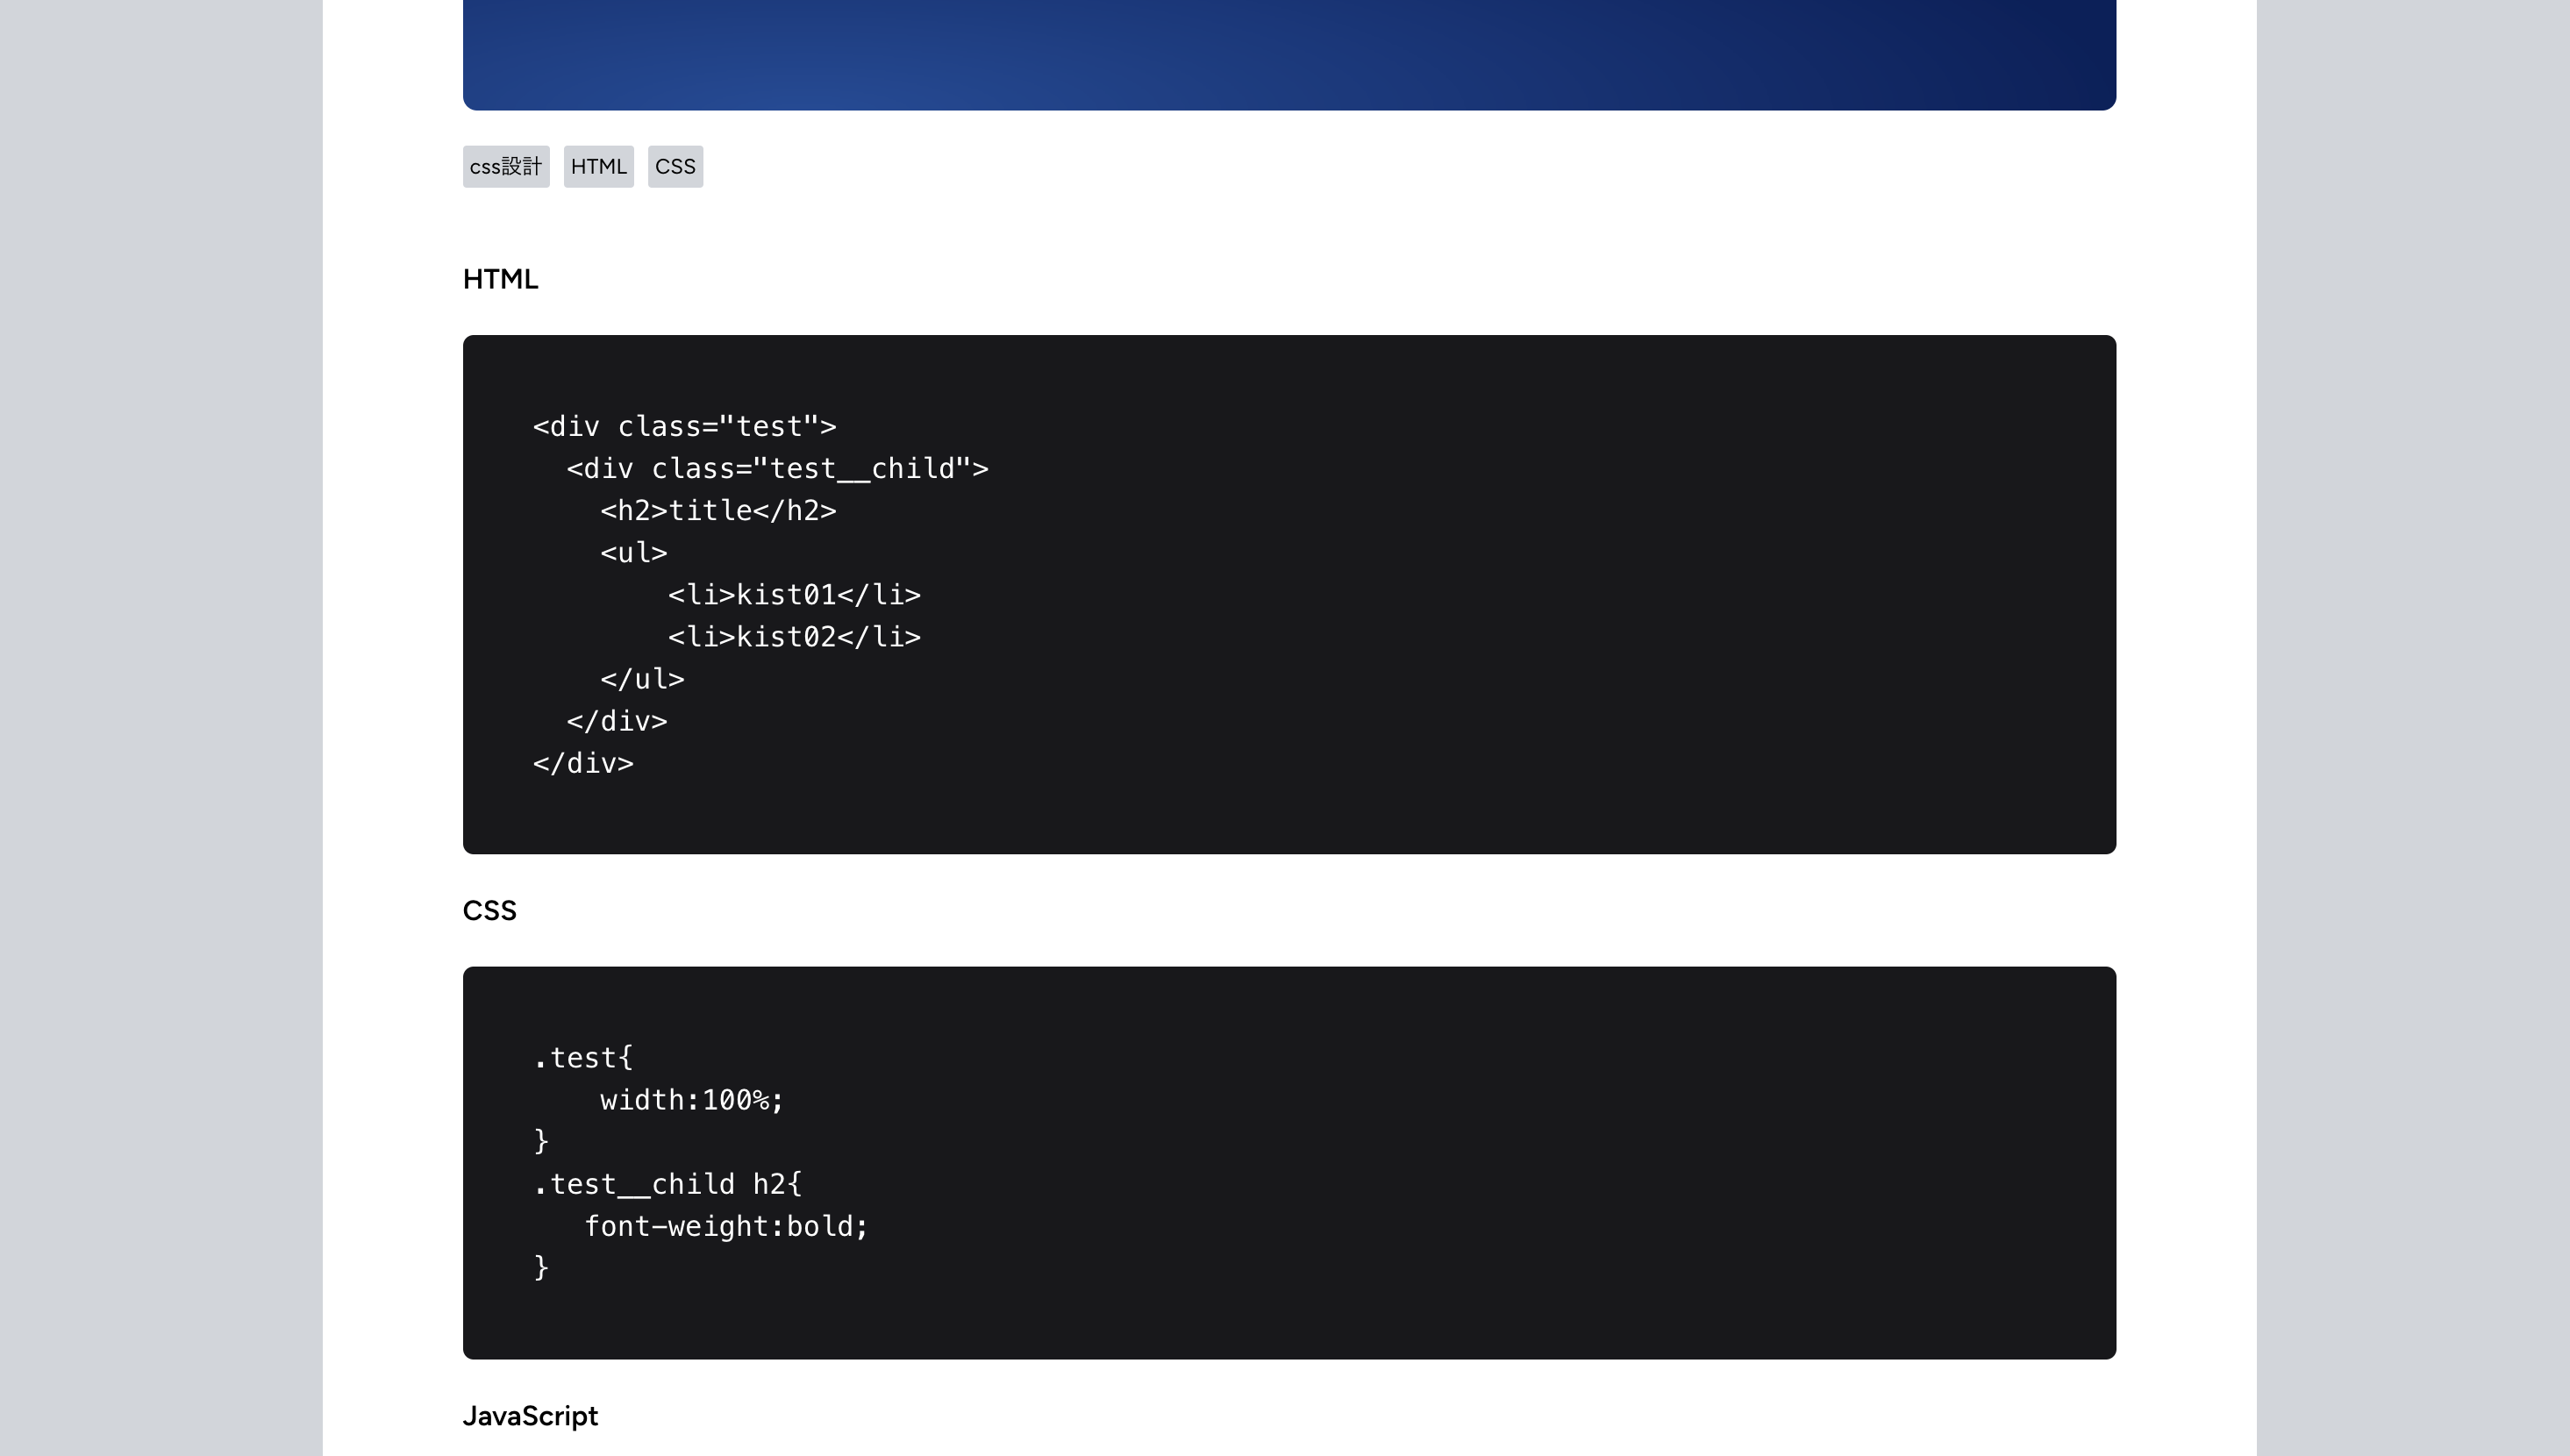 css設計 HTML CSS
HTML
<div class="test">
  <div class="test__child">
    <h2>title</h2>
    <ul>
        <li>kist01</li>
        <li>kist02</li>
    </ul>
  </div>
</div>
CSS
.test{
    width:100%;
}
.test__child h2{
   font-weight:bold;
}
JavaScript